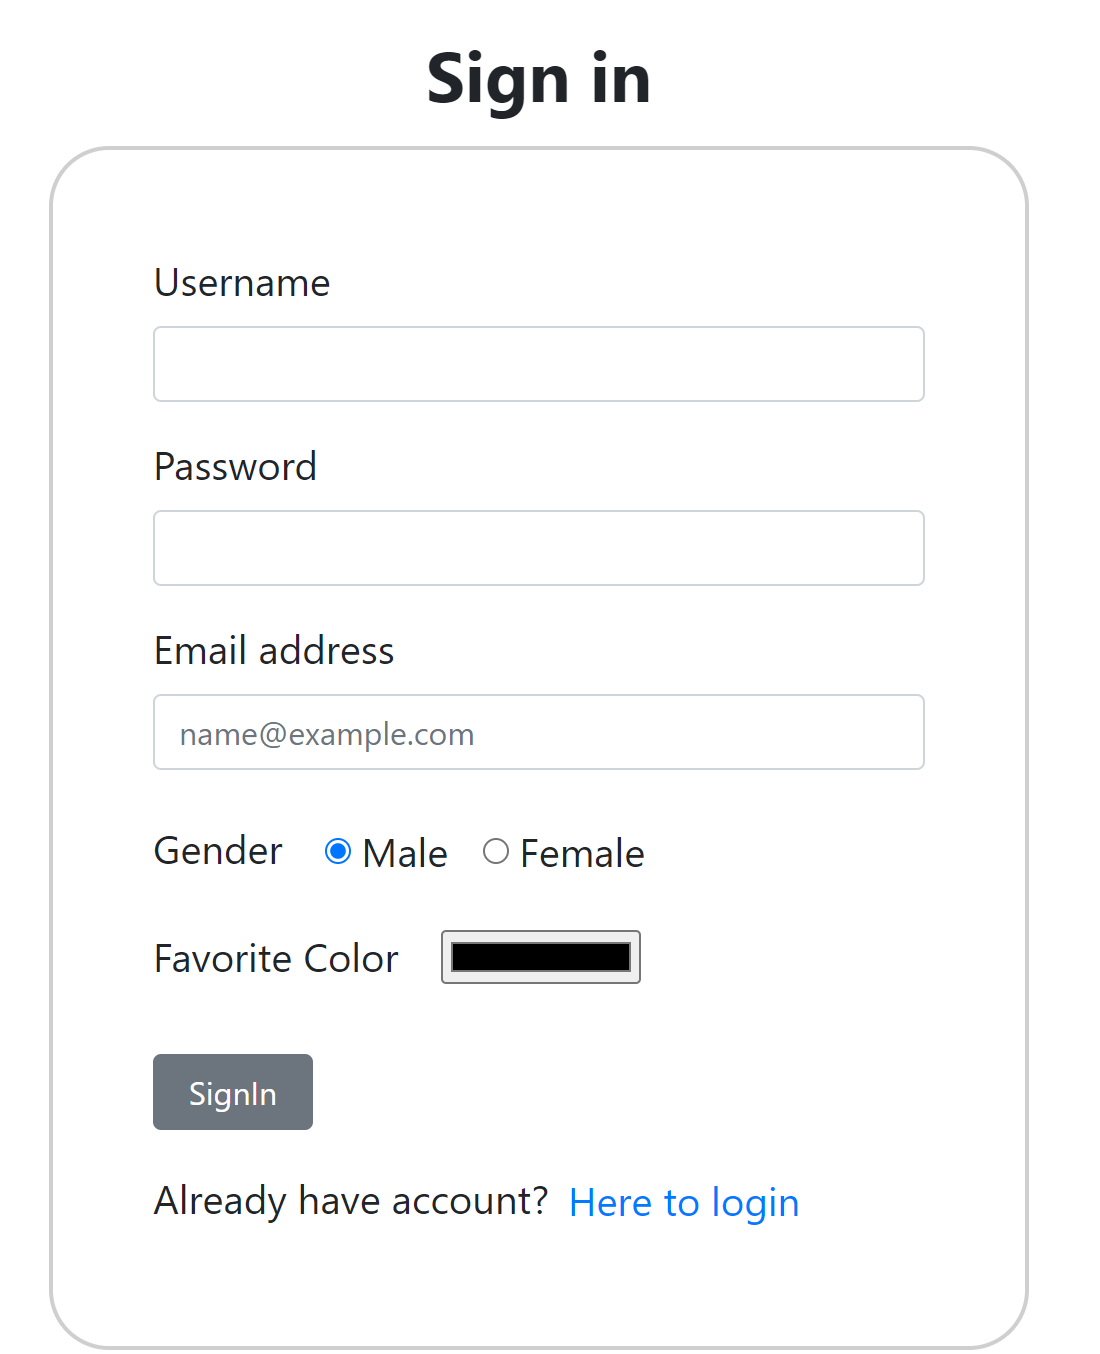 Sign in
Username
Password
Email address
name@example.com
Gender Male Female
Favorite Color
SignIn
Already have account? Here to login